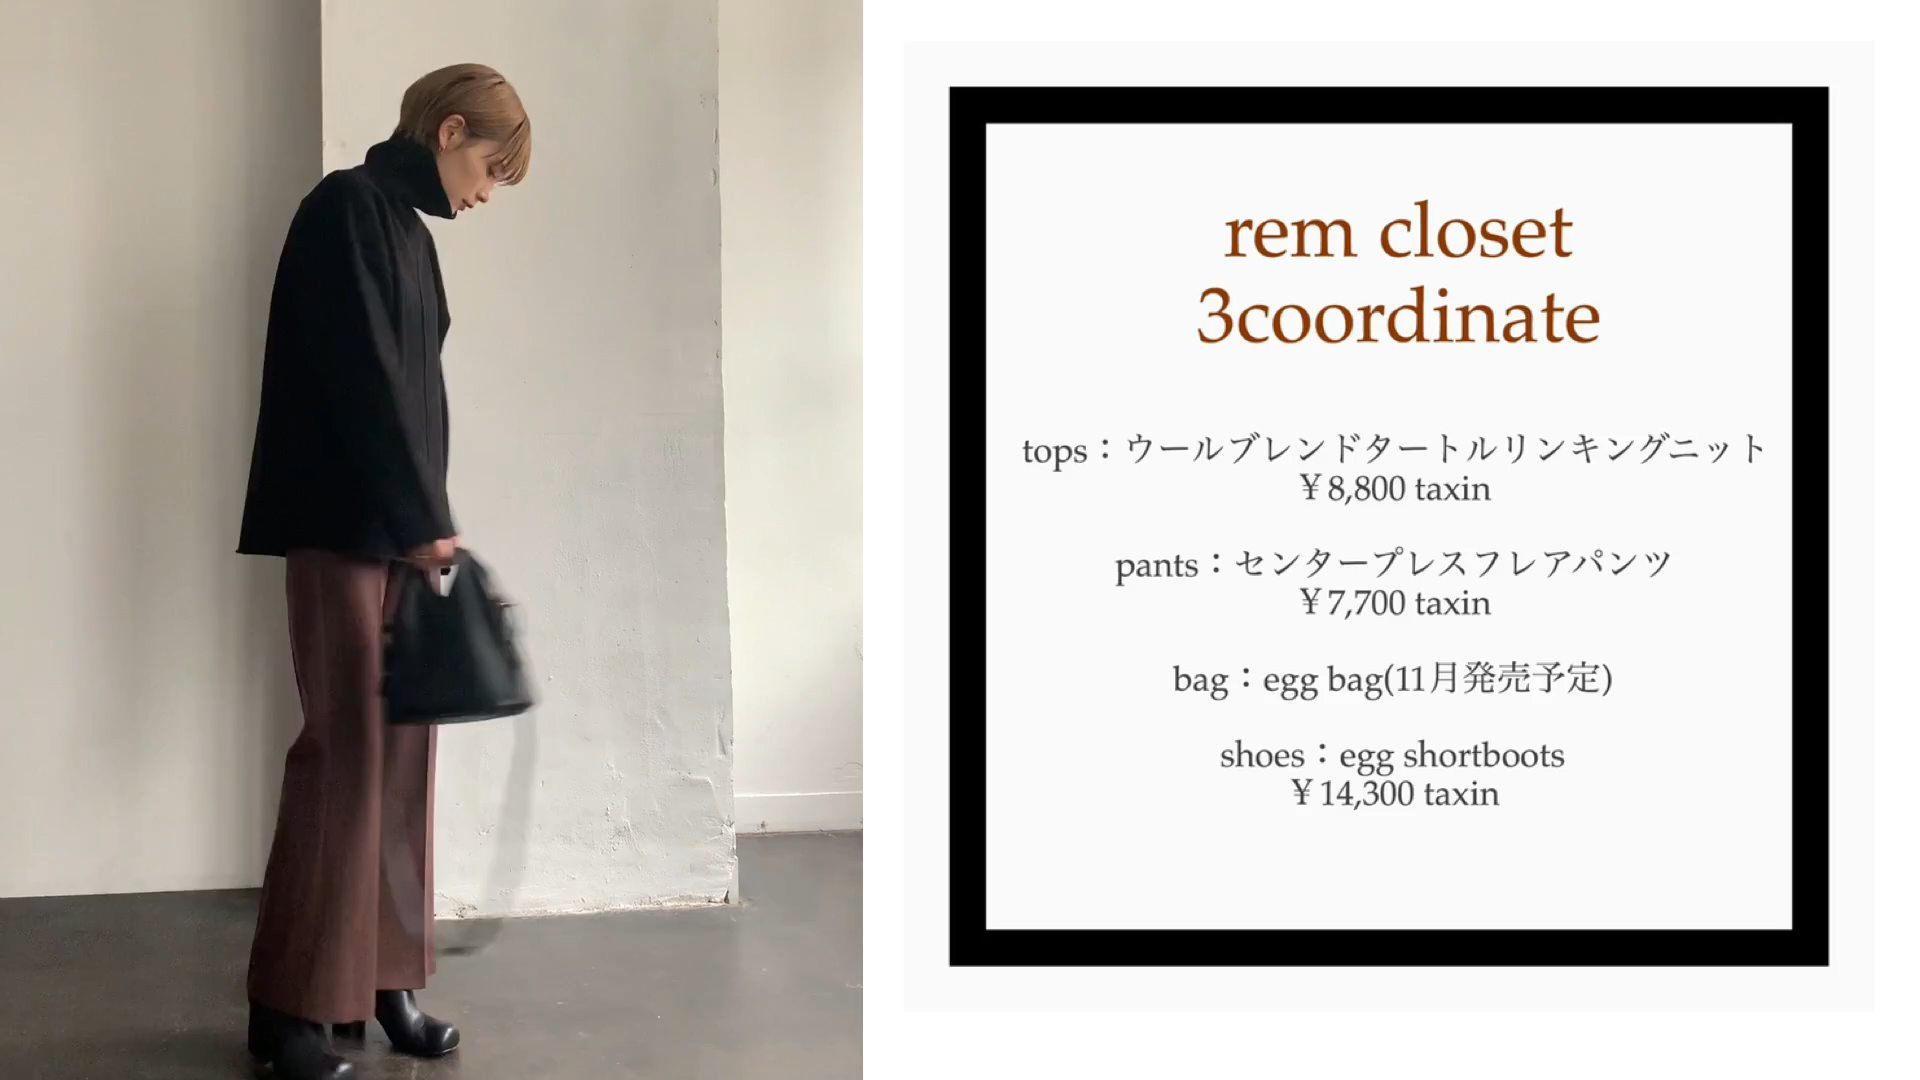 rem closet
3coordinate
tops：ウールブレンドタートルリンキングニット
￥8,800 taxin
pants：センタープレスフレアパンツ
￥7,700 taxin
bag：egg bag(11月発売予定)
shoes：egg shortboots
￥14,300 taxin